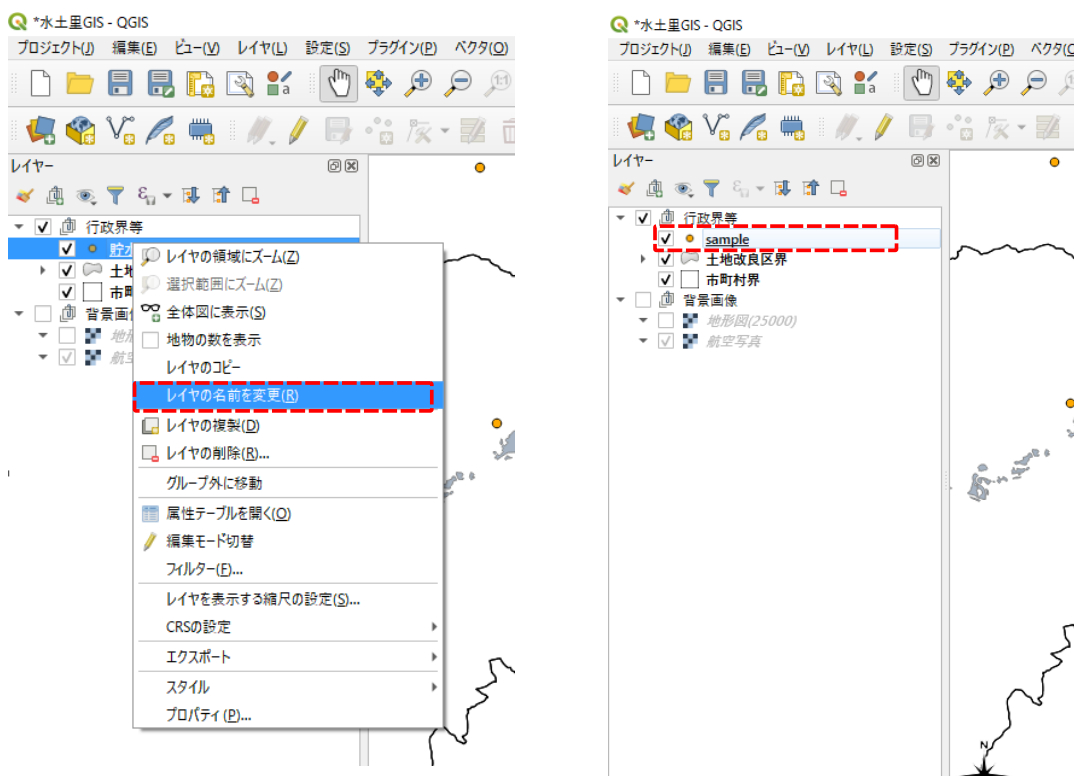 *水土里GIS - QGIS
プロジェクト(J) 編集(E) ビュー(V) レイヤ(L) 設定(S) プラグイン(P) ベクタ(O)
a
1:1
レイヤー
ε
行政界等
土地
市町
背景画
地形
航空
レイヤの領域にズーム(Z)
選択範囲にズーム(Z)
全体図に表示(S)
地物の数を表示
レイヤのコピー
レイヤの名前を変更(R)
レイヤの複製(D)
レイヤの削除(R)...
グループ外に移動
属性テーブルを開く(O)
編集モード切替
フィルター(F)...
レイヤを表示する縮尺の設定(S)...
CRSの設定
エクスポート
スタイル
プロパティ(P)...
*水土里GIS - QGIS
プロジェクト(J) 編集(E) ビュー(V) レイヤ(L) 設定(S) プラグイン(P) ベクタ(O
a
レイヤー
ε
行政界等
sample
土地改良区界
市町村界
背景画像
地形図(25000)
航空写真
N